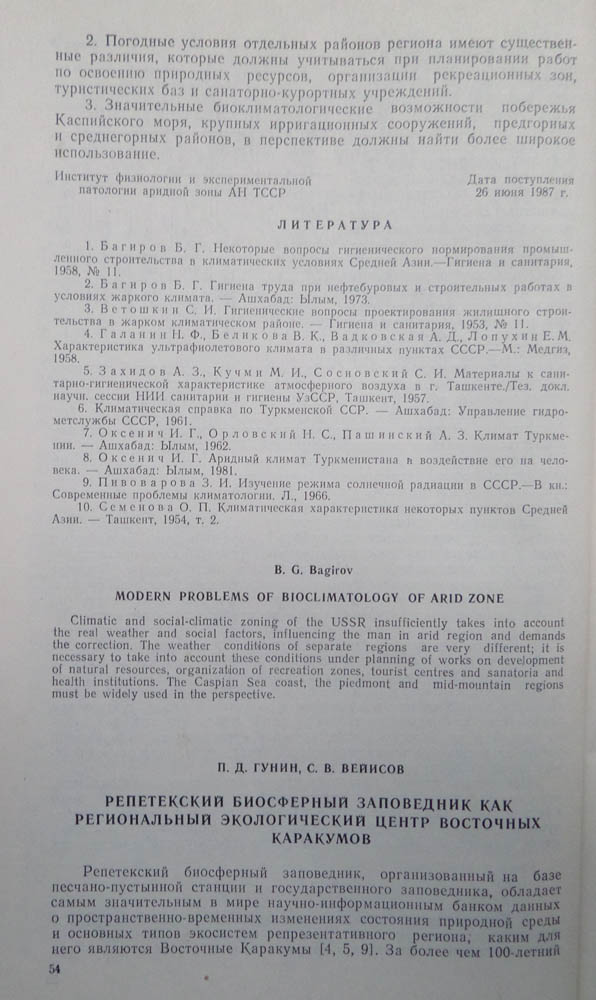 2. Погодные условия отдельных районов региона имеют существен-
ные различия, которые должны учитываться при планировании работ
по освоению природных ресурсов, организации рекреационных зон,
туристических баз и санаторно-курортных учреждений.
3. Значительные биоклиматологические возможности побережья
Каспийского моря, крупных ирригационных сооружений, предгорных
и среднегорных районов, в перспективе должны найти более широкое
использование.
Институт физиологии и экспериментальной
патологии аридной зоны АН ТССР
Дата поступления
26 июня 1987 г.
ЛИТЕРАТУРА
1. Багиров Б. Г. Некоторые вопросы гигиенического нормирования промыш-
ленного строительства в климатических условиях Средней Азии.—Гигиена и санитария,
1958, № 11.
2. Багиров Б. Г. Гигиена труда при нефтебуровых и строительных работах в
условиях жаркого климата. — Ашхабад: Ылым, 1973.
3. Ветошкин С. И. Гигиенические вопросы проектирования жилищного строи-
тельства в жарком климатическом районе. — Гигиена и санитария, 1953, № 11.
4. Галанин Н. Ф., Беликова В. К., Вадковская А. Д., Лопухин Е. М.
Характеристика ультрафиолетового климата в различных пунктах СССР.—М.: Медгиз,
1958.
5. Захидов А. З., Кучми М. И., Сосновский С. И. Материалы к сани-
тарно-гигиенической характеристике атмосферного воздуха в г. Ташкенте./Тез. докл.
научн. сессии НИИ санитарии и гигиены УзССР, Ташкент, 1957.
6. Климатическая справка по Туркменской ССР. — Ашхабад: Управление гидро-
метслужбы СССР, 1961.
7. Оксенич И. Г., Орловский Н. С., Пашинский А. З. Климат Туркме-
нии. — Ашхабад: Ылым, 1962.
8. Оксенич И. Г. Аридный климат Туркменистана и воздействие его на чело-
века. — Ашхабад: Ылым, 1981.
9. Пивоварова З. И. Изучение режима солнечной радиации в СССР.—В кн.:
Современные проблемы климатологии. Л., 1966.
10. Семенова О. П. Климатическая характеристика некоторых пунктов Средней
Азии. — Ташкент, 1954, т. 2.
B. G. Bagirov
MODERN PROBLEMS OF BIOCLIMATOLOGY OF ARID ZONE
Climatic and social-climatic zoning of the USSR insufficiently takes into account
the real weather and social factors, influencing the man in arid region and demands
the correction. The weather conditions of separate regions are very different; it is
necessary to take into account these conditions under planning of works on development
of natural resources, organization of recreation zones, tourist centres and sanatoria and
health institutions. The Caspian Sea coast, the piedmont and mid-mountain regions
must be widely used in the perspective.
П. Д. ГУНИН, С. В. ВЕЙИСОВ
РЕПЕТЕКСКИЙ БИОСФЕРНЫЙ ЗАПОВЕДНИК КАК
РЕГИОНАЛЬНЫЙ ЭКОЛОГИЧЕСКИЙ ЦЕНТР ВОСТОЧНЫХ
КАРАКУМОВ
Репетекский биосферный заповедник, организованный на базе
песчано-пустынной станции и государственного заповедника, обладает
самым значительным в мире научно-информационным банком данных
о пространственно-временных изменениях состояния природной среды
и основных типов экосистем репрезентативного региона, каким для
него являются Восточные Каракумы [4, 5, 9]. За более чем 100-летний
54